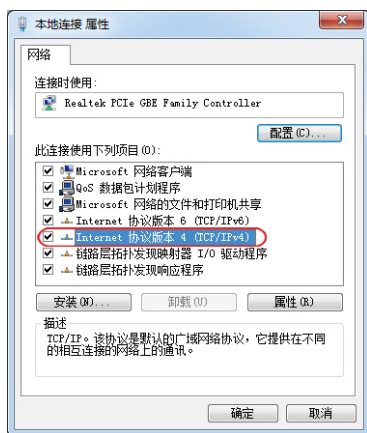 本地连接 属性
网络
连接时使用:
Realtek PCIe GBE Family Controller
配置(C)...
此连接使用下列项目(O):
Microsoft 网络客户端
QoS 数据包计划程序
Microsoft 网络的文件和打印机共享
Internet 协议版本 6 (TCP/IPv6)
Internet 协议版本 4 (TCP/IPv4)
链路层拓扑发现映射器 I/O 驱动程序
链路层拓扑发现响应程序
安装(N)... 卸载(U) 属性(R)
描述
TCP/IP。该协议是默认的广域网络协议，它提供在不同
的相互连接的网络上的通讯。
确定 取消